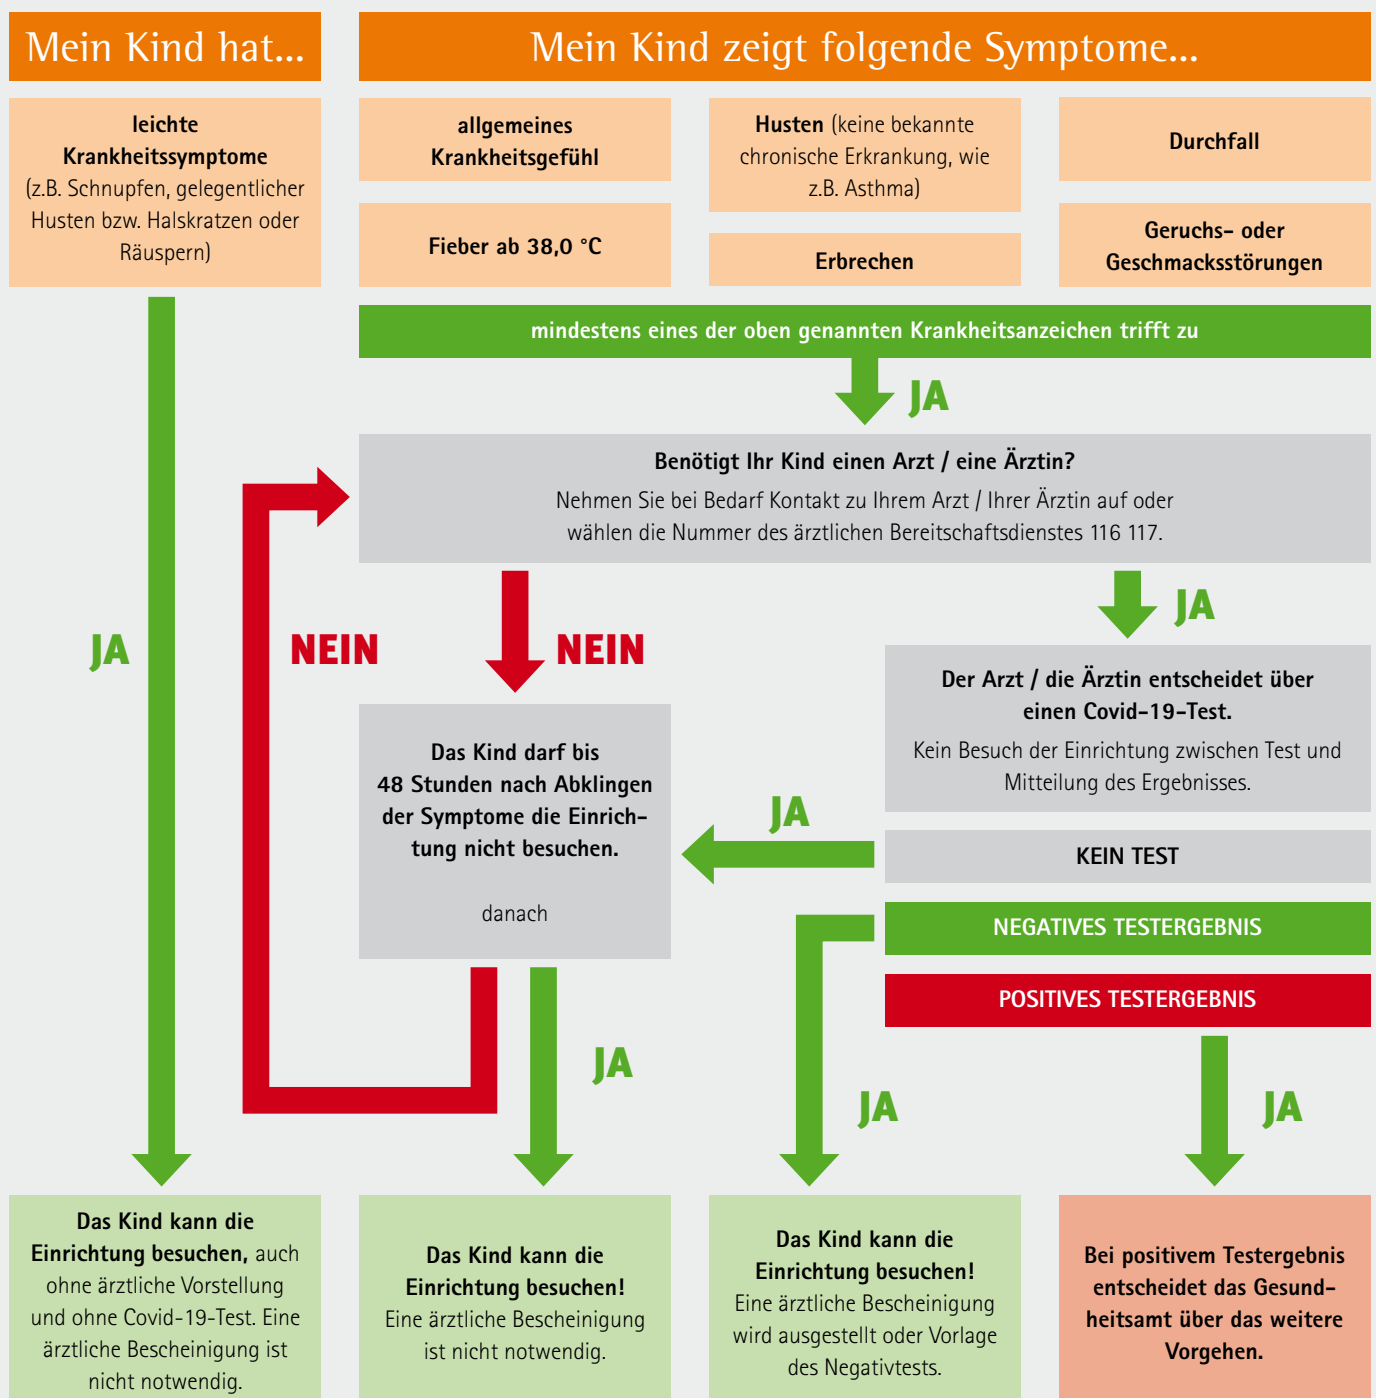 Mein Kind hat...
Mein Kind zeigt folgende Symptome...
leichte
Krankheitssymptome
(z.B. Schnupfen, gelegentlicher
Husten bzw. Halskratzen oder
Räuspern)
allgemeines
Krankheitsgefühl
Fieber ab 38,0 °C
Husten (keine bekannte
chronische Erkrankung, wie
z.B. Asthma)
Erbrechen
Durchfall
Geruchs- oder
Geschmacksstörungen
mindestens eines der oben genannten Krankheitsanzeichen trifft zu
JA
Benötigt Ihr Kind einen Arzt / eine Ärztin?
Nehmen Sie bei Bedarf Kontakt zu Ihrem Arzt / Ihrer Ärztin auf oder
wählen die Nummer des ärztlichen Bereitschaftsdienstes 116 117.
JA
NEIN
NEIN
JA
Das Kind darf bis
48 Stunden nach Abklingen
der Symptome die Einrich-
tung nicht besuchen.
danach
Der Arzt / die Ärztin entscheidet über
einen Covid-19-Test.
Kein Besuch der Einrichtung zwischen Test und
Mitteilung des Ergebnisses.
JA
KEIN TEST
NEGATIVES TESTERGEBNIS
POSITIVES TESTERGEBNIS
JA
JA
JA
Das Kind kann die
Einrichtung besuchen, auch
ohne ärztliche Vorstellung
und ohne Covid-19-Test. Eine
ärztliche Bescheinigung ist
nicht notwendig.
Das Kind kann die
Einrichtung besuchen!
Eine ärztliche Bescheinigung
ist nicht notwendig.
Das Kind kann die
Einrichtung besuchen!
Eine ärztliche Bescheinigung
wird ausgestellt oder Vorlage
des Negativtests.
Bei positivem Testergebnis
entscheidet das Gesund-
heitsamt über das weitere
Vorgehen.